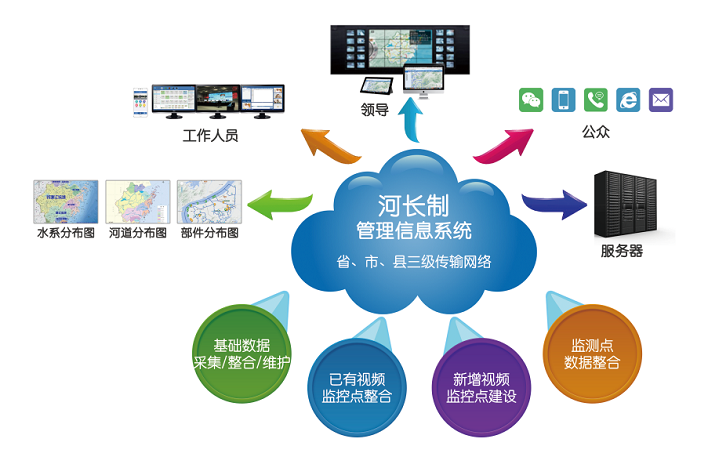 领导
工作人员
公众
水系分布图
河道分布图
部件分布图
服务器
河长制
管理信息系统
省、市、县三级传输网络
基础数据
采集/整合/维护
已有视频
监控点整合
新增视频
监控点建设
监测点
数据整合